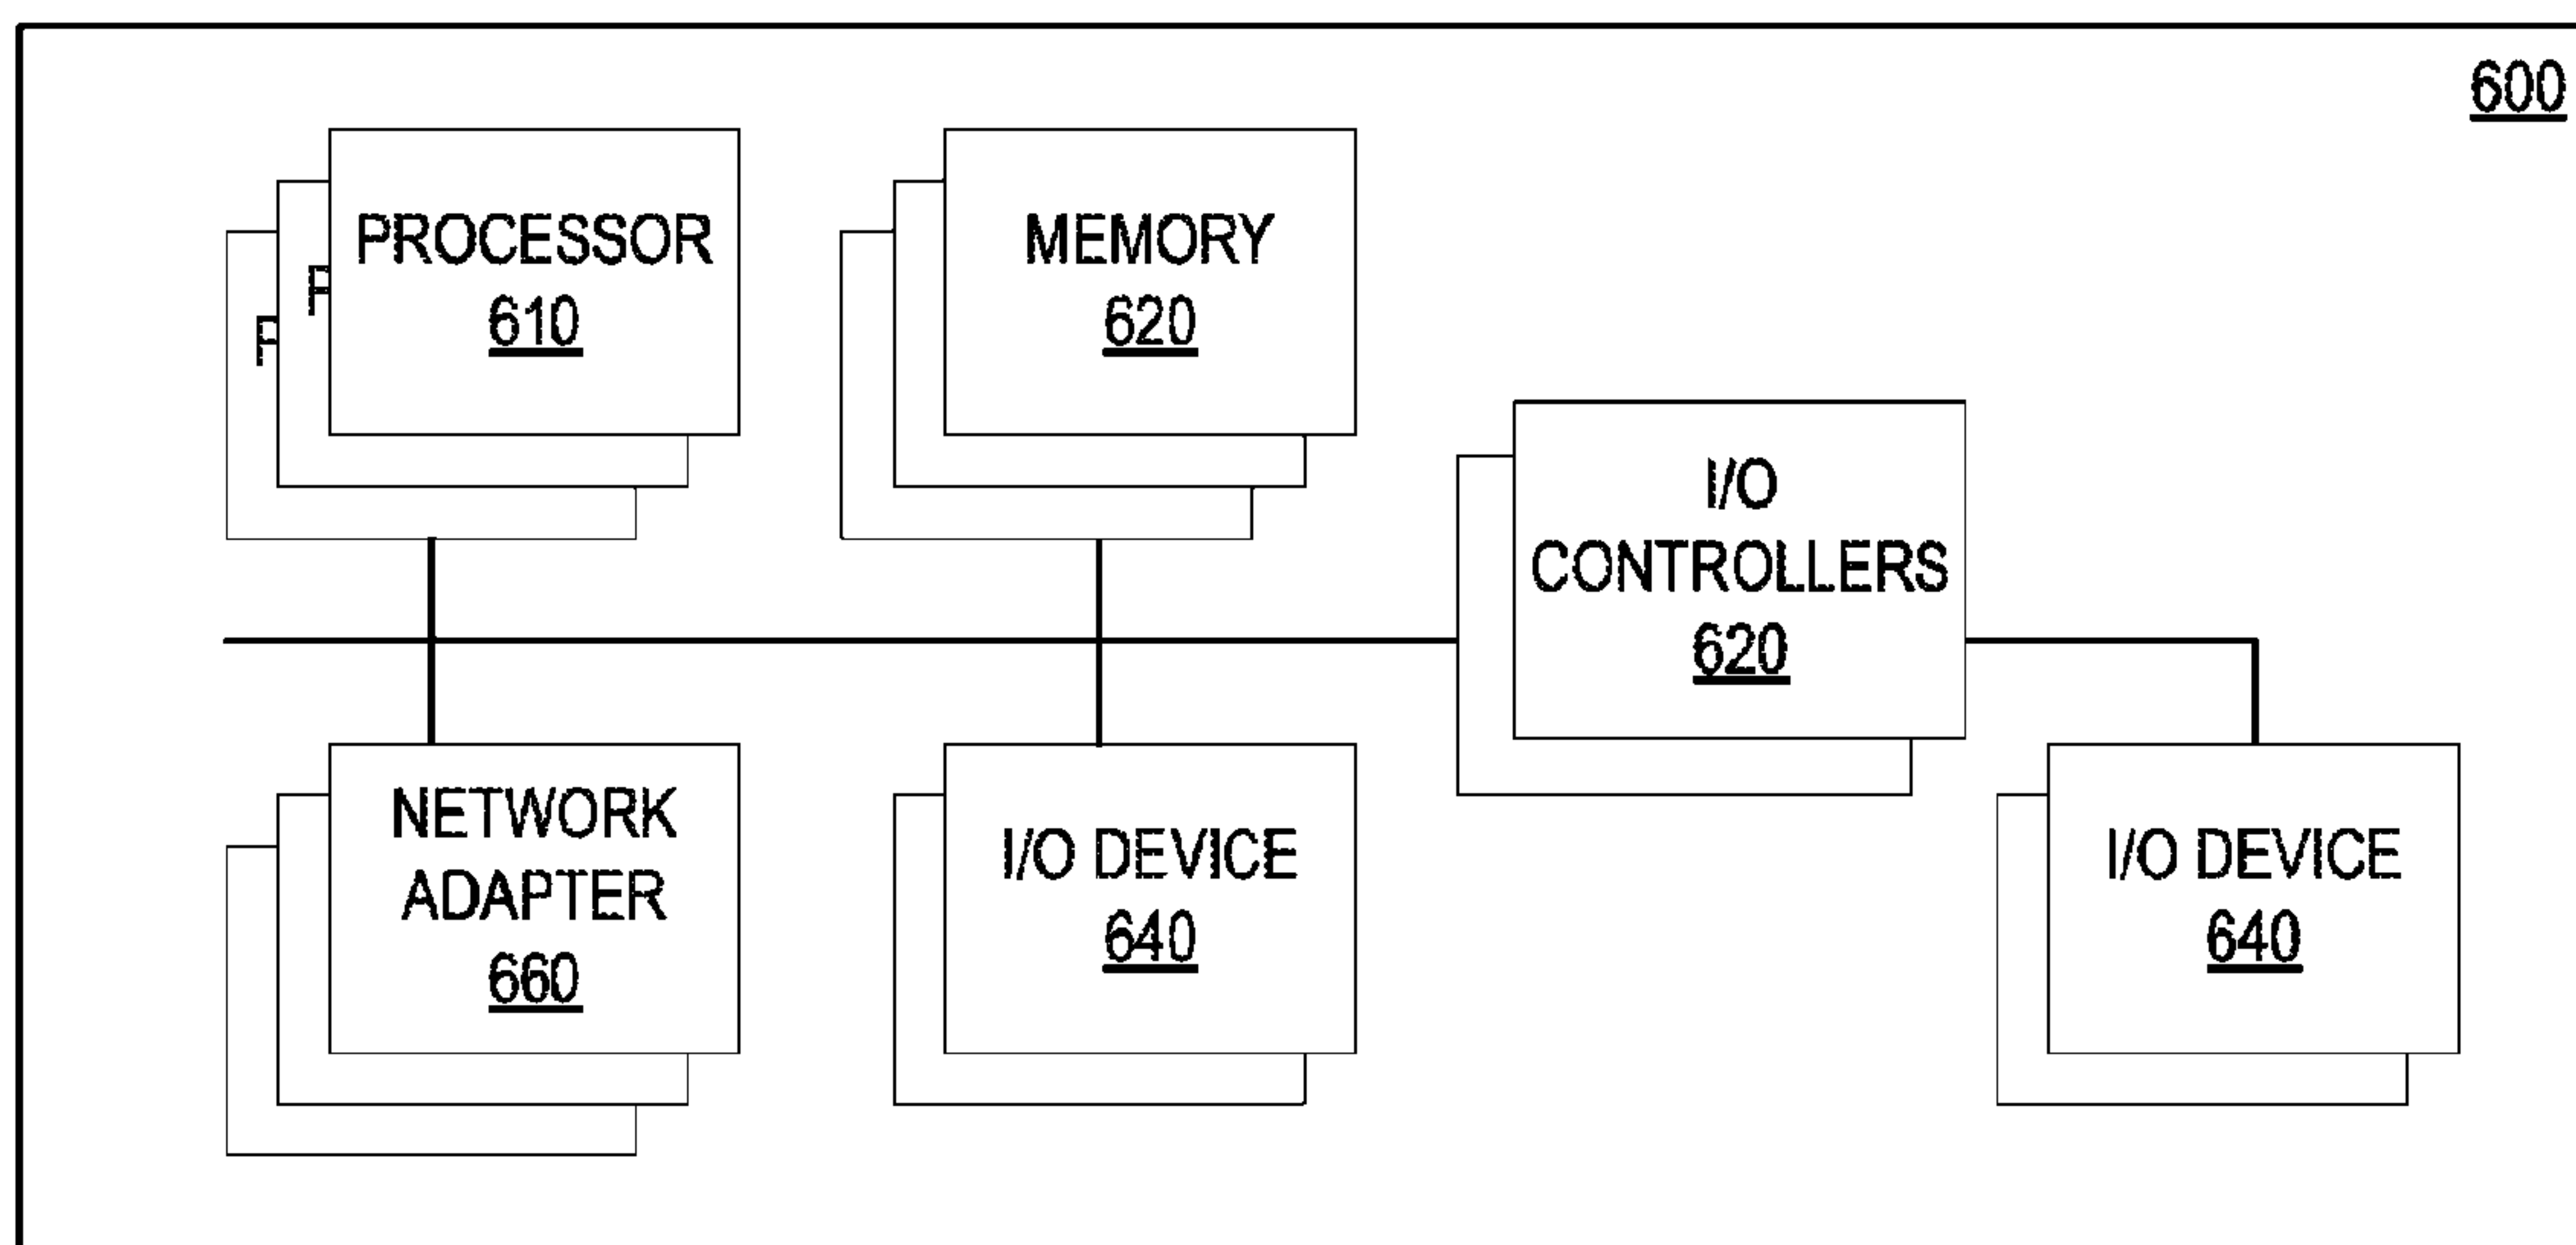 600
PROCESSOR
610
MEMORY
620
I/O
CONTROLLERS
620
NETWORK
ADAPTER
660
I/O DEVICE
640
I/O DEVICE
640